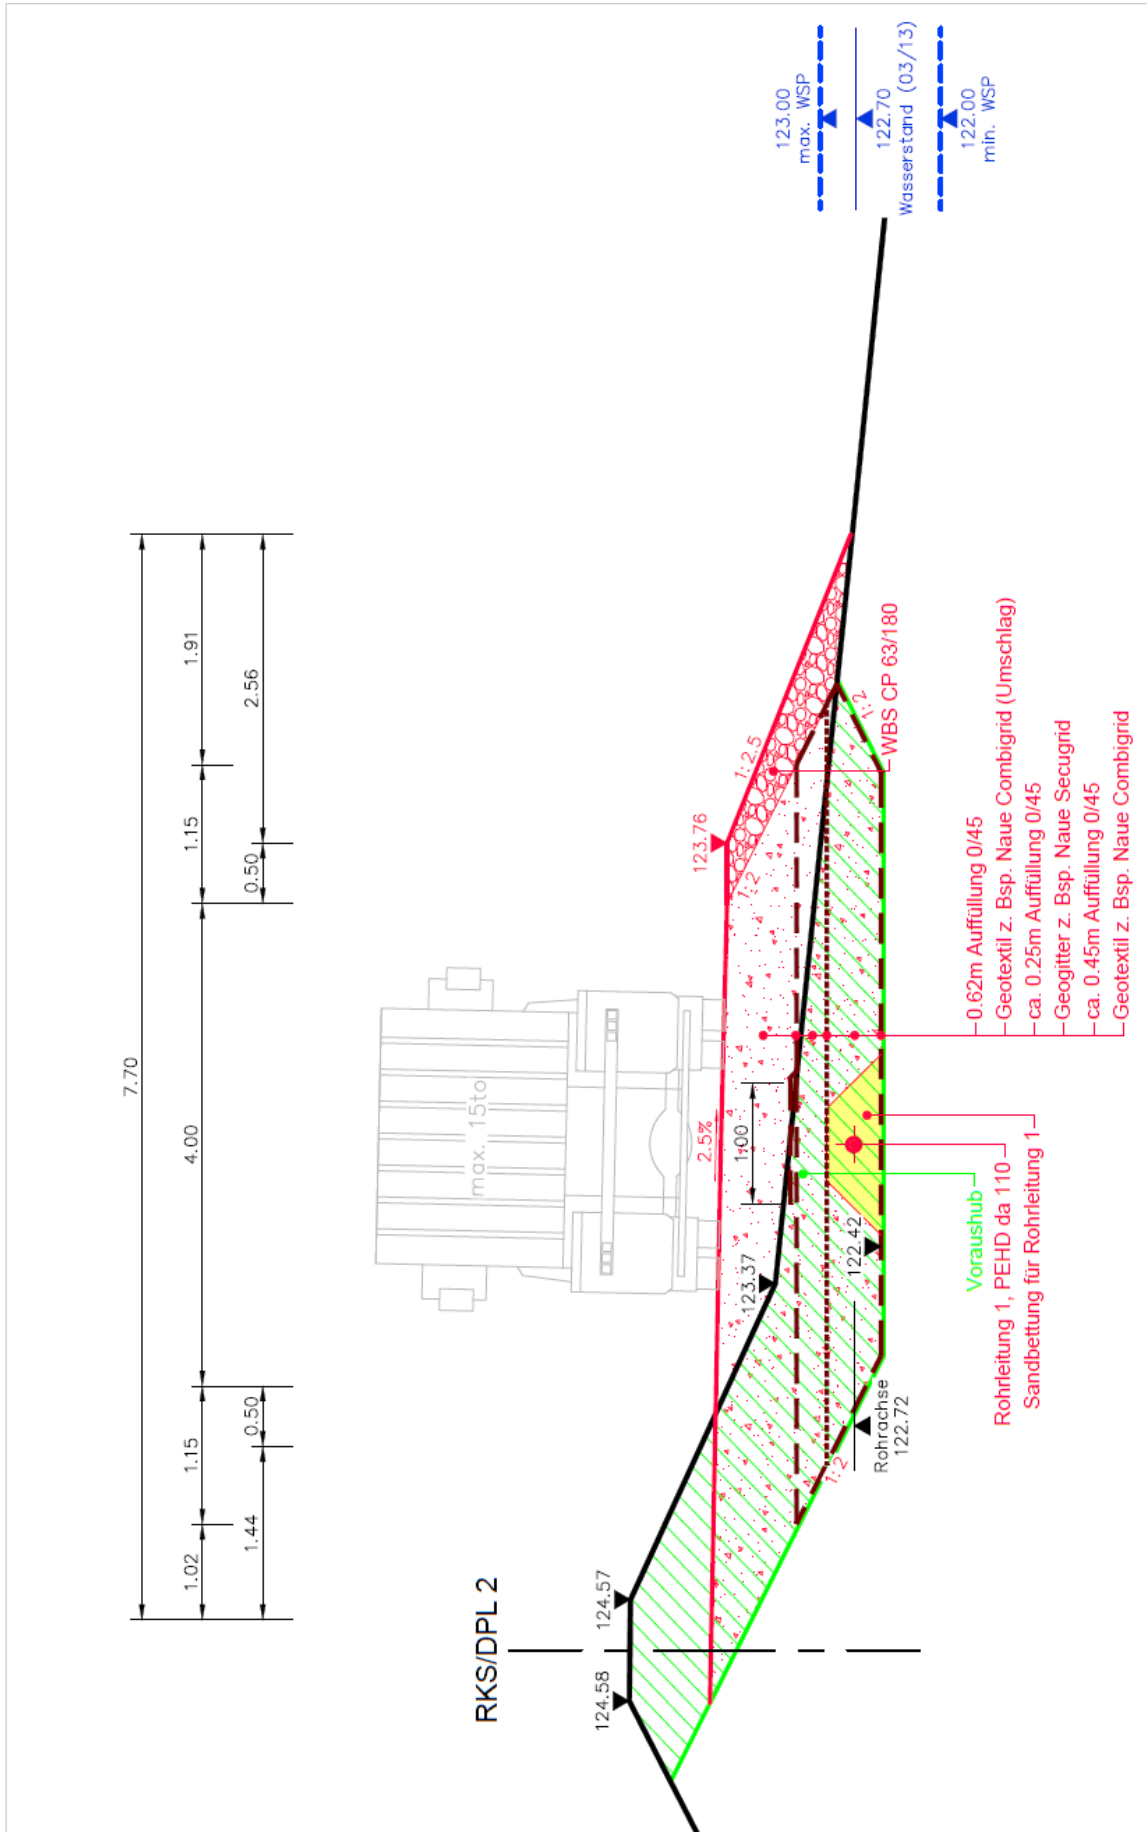 7.70
1.02
1.15
4.00
1.15
1.91
1.44
0.50
0.50
2.56
RKS/DPL 2
124.58
124.57
max. 15to
2.5%
123.76
1:2.5
1:2
123.37
1.00
1:2
1:2
122.42
Rohrachse
122.72
WBS CP 63/180
0.62m Auffüllung 0/45
Geotextil z. Bsp. Naue Combigrid (Umschlag)
ca. 0.25m Auffüllung 0/45
Geogitter z. Bsp. Naue Secugrid
ca. 0.45m Auffüllung 0/45
Geotextil z. Bsp. Naue Combigrid
Voraushub
Rohrleitung 1, PEHD da 110
Sandbettung für Rohrleitung 1
123.00
max. WSP
122.70
Wasserstand (03/13)
122.00
min. WSP